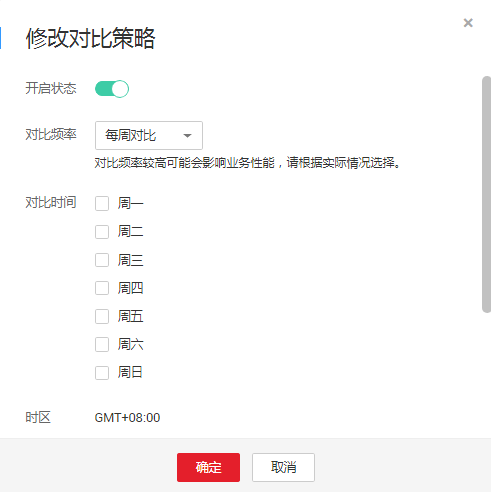 修改对比策略
开启状态
对比频率 每周对比
对比频率较高可能会影响业务性能，请根据实际情况选择。
对比时间 周一
周二
周三
周四
周五
周六
周日
时区 GMT+08:00
确定 取消